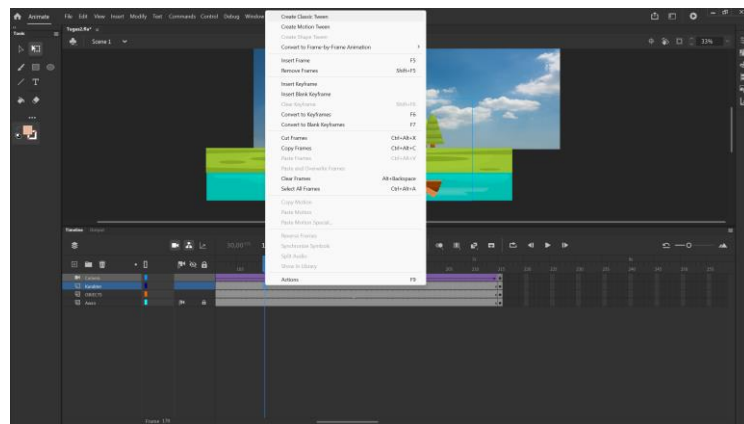 Animate File Edit View Insert Modify Text Commands Control Debug Window
Tools
Scene 1
33%
T
Create Classic Tween
Create Motion Tween
Create Shape Tween
Convert to Frame-by-Frame Animation
Insert Frame F5
Remove Frames Shift+F5
Insert Keyframe
Insert Blank Keyframe
Clear Keyframe Shift+F6
Convert to Keyframes F6
Convert to Blank Keyframes F7
Cut Frames Ctrl+Alt+X
Copy Frames Ctrl+Alt+C
Paste Frames Ctrl+Alt+V
Paste and Overwrite Frames
Clear Frames Alt+Backspace
Select All Frames Ctrl+Alt+A
Copy Motion
Paste Motion
Paste Motion Special...
Reverse Frames
Synchronize Symbols
Split Audio
Show in Library
Actions F9
Timeline Output
Camera
OBJECTS
Frame 170